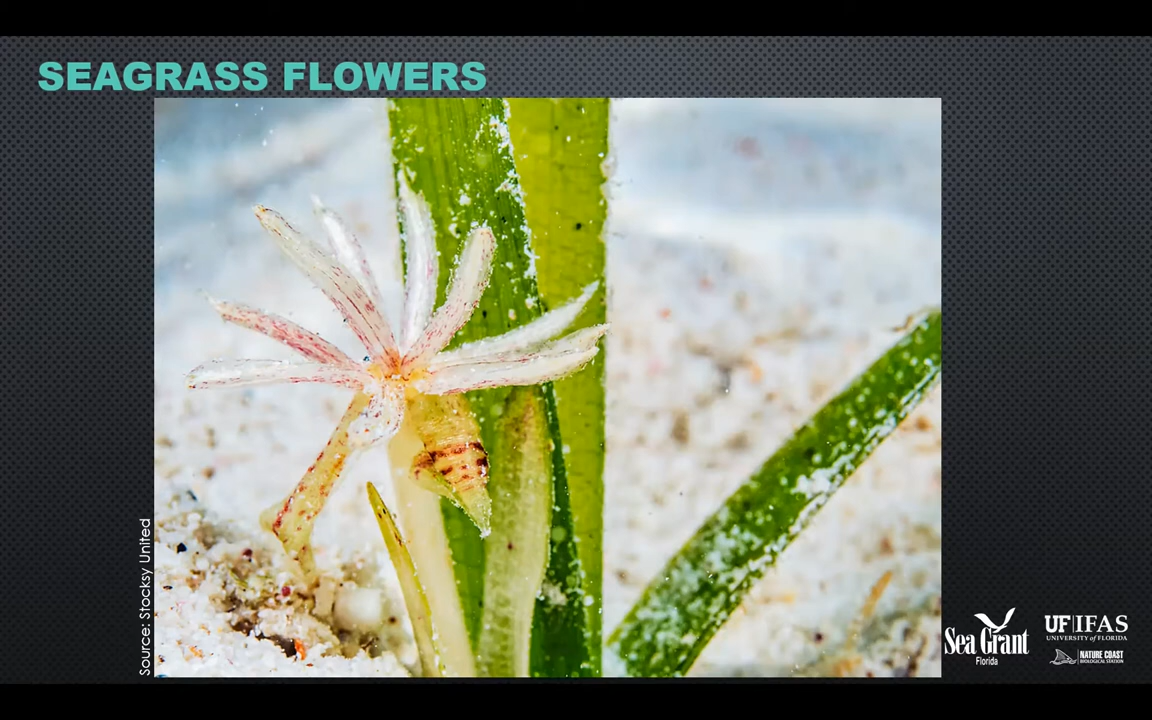 SEAGRASS FLOWERS
Source: Stocksy United
Sea Grant
Florida
UF|IFAS
UNIVERSITY of FLORIDA
NATURE COAST
BIOLOGICAL STATION